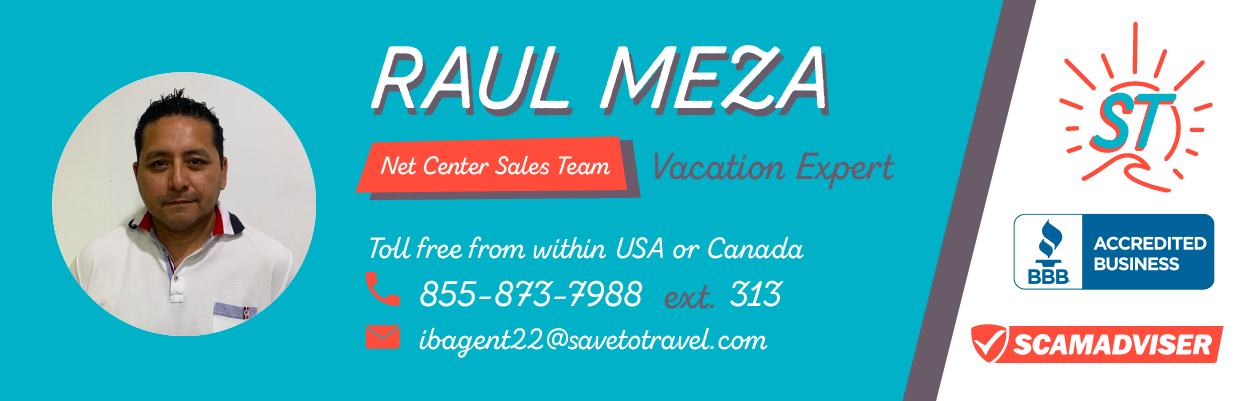 RAUL MEZA
Net Center Sales Team
Vacation Expert
Toll free from within USA or Canada
855-873-7988 ext. 313
ibagent22@savetotravel.com
ST
BBB
ACCREDITED
BUSINESS
SCAMADVISER